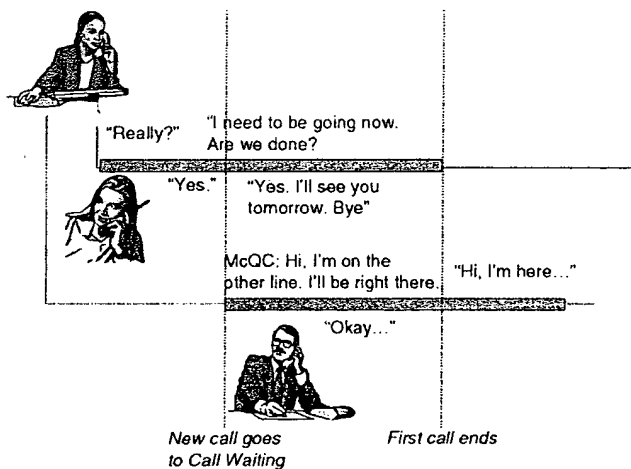 "Really?"
"I need to be going now.
Are we done?
"Yes."
"Yes. I'll see you
tomorrow. Bye"
McQC: Hi, I'm on the
other line. I'll be right there.
"Hi, I'm here..."
"Okay..."
New call goes
to Call Waiting
First call ends